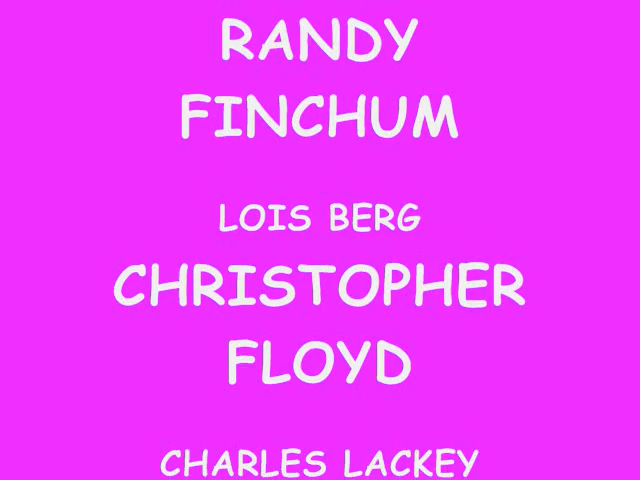 RANDY
FINCHUM
LOIS BERG
CHRISTOPHER
FLOYD
CHARLES LACKEY